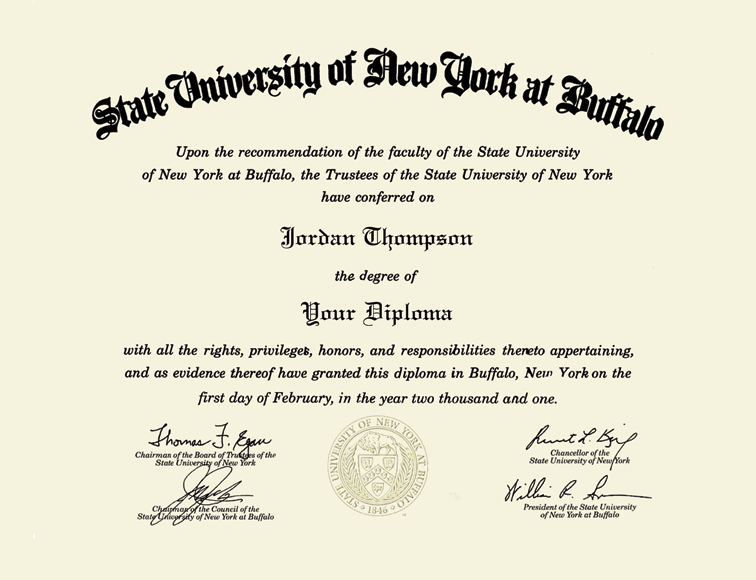 State University of New York at Buffalo
Upon the recommendation of the faculty of the State University
of New York at Buffalo, the Trustees of the State University of New York
have conferred on
Jordan Thompson
the degree of
Your Diploma
with all the rights, privileges, honors, and responsibilities thereto appertaining,
and as evidence thereof have granted this diploma in Buffalo, New York on the
first day of February, in the year two thousand and one.
Thomas F. Egan
Chairman of the Board of Trustees of the
State University of New York
Chairman of the Council of the
State University of New York at Buffalo
STATE UNIVERSITY OF NEW YORK AT BUFFALO
1846
Chancellor of the
State University of New York
William R.
President of the State University
of New York at Buffalo